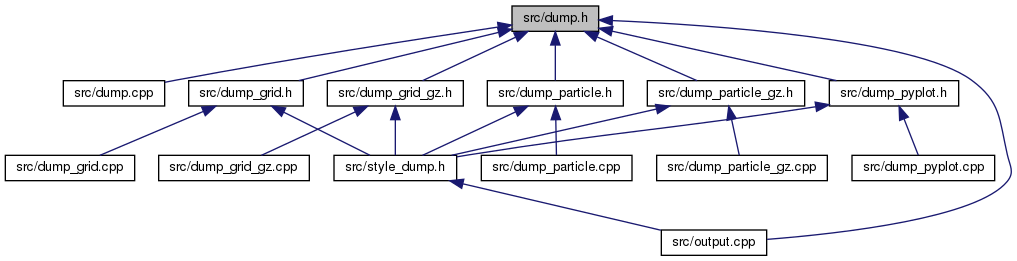 src/dump.h
src/dump.cpp
src/dump_grid.h
src/dump_grid_gz.h
src/dump_particle.h
src/dump_particle_gz.h
src/dump_pyplot.h
src/dump_grid.cpp
src/dump_grid_gz.cpp
src/style_dump.h
src/dump_particle.cpp
src/dump_particle_gz.cpp
src/dump_pyplot.cpp
src/output.cpp